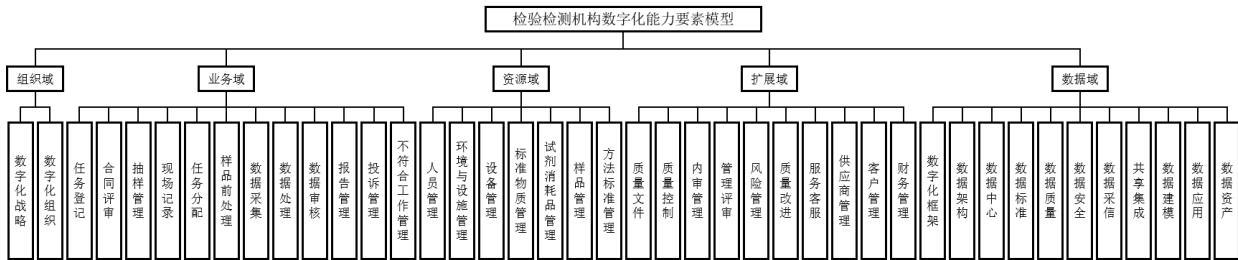 检验检测机构数字化能力要素模型
组织域
业务域
资源域
扩展域
数据域
数字化战略
数字化组织
任务登记
合同评审
抽样管理
现场记录
任务分配
样品前处理
数据采集
数据处理
数据审核
报告管理
投诉管理
不符合工作管理
人员管理
环境与设施管理
设备管理
标准物质管理
试剂消耗品管理
样品管理
方法标准管理
质量文件
质量控制
内审管理
管理评审
风险管理
质量改进
服务客服
供应商管理
客户管理
财务管理
数字化框架
数据架构
数据中心
数据标准
数据质量
数据安全
数据采信
共享集成
数据建模
数据应用
数据资产